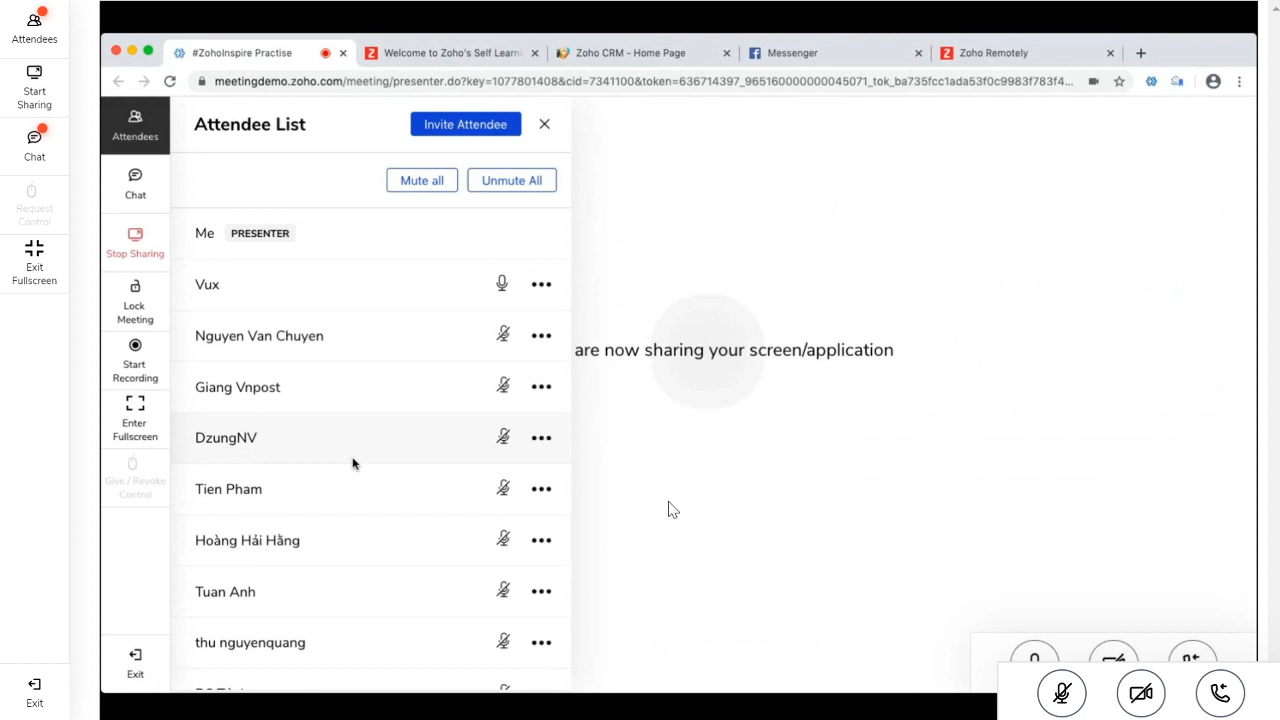 Attendees
Start
Sharing
Chat
Request
Control
Exit
Fullscreen
Exit
#ZohoInspire Practise
Welcome to Zoho's Self Learni
Zoho CRM - Home Page
Messenger
Zoho Remotely
meetingdemo.zoho.com/meeting/presenter.do?key=1077801408&cid=7341100&token=636714397_965160000000045071_tok_ba735fcc1ada53f0c9983f783f4...
Attendees
Chat
Stop Sharing
Lock
Meeting
Start
Recording
Enter
Fullscreen
Give / Revoke
Control
Exit
Attendee List
Invite Attendee
Mute all
Unmute All
Me PRESENTER
Vux
Nguyen Van Chuyen
Giang Vnpost
DzungNV
Tien Pham
Hoàng Hải Hằng
Tuan Anh
thu nguyenquang
are now sharing your screen/application